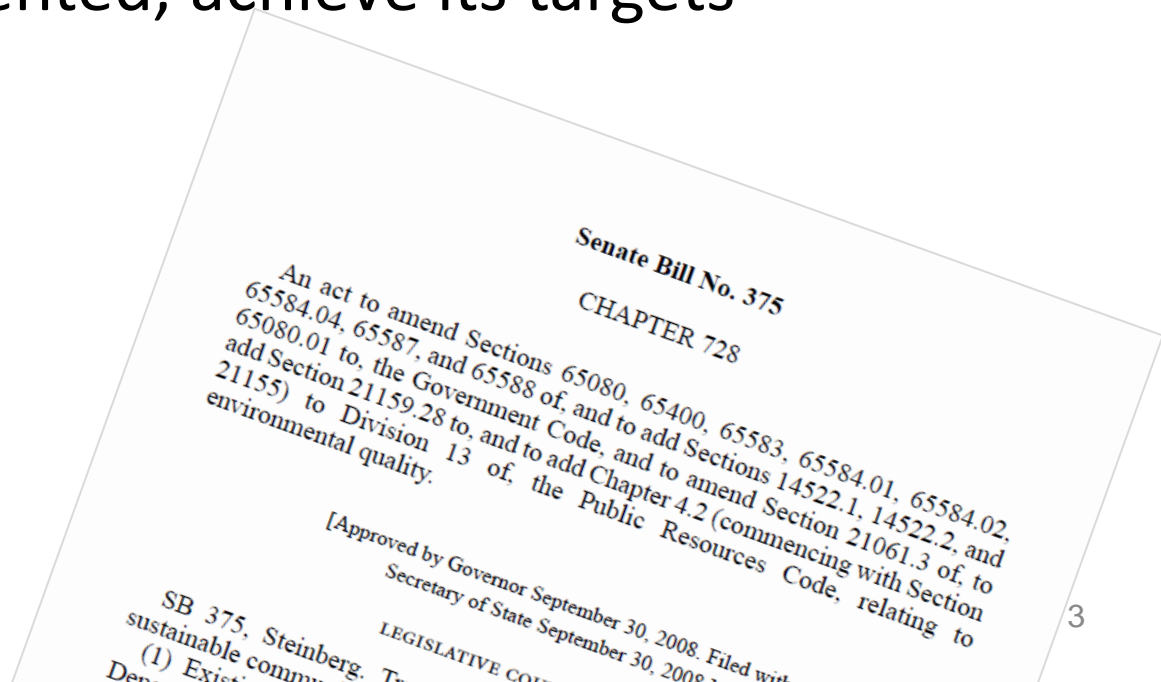 achieve its targets
Senate Bill No. 375
CHAPTER 728
An act to amend Sections 65080, 65400, 65583, 65584.01, 65584.02,
65584.04, 65587, and 65588 of, and to add Sections 14522.1, 14522.2, and
65080.01 to, the Government Code, and to amend Section 21061.3 of, to
add Section 21159.28 to, and to add Chapter 4.2 (commencing with Section
21155) to Division 13 of, the Public Resources Code, relating to
environmental quality.
[Approved by Governor September 30, 2008. Filed with
Secretary of State September 30, 2008
LEGISLATIVE
SB 375, Steinberg.
sustainable
(1)
3